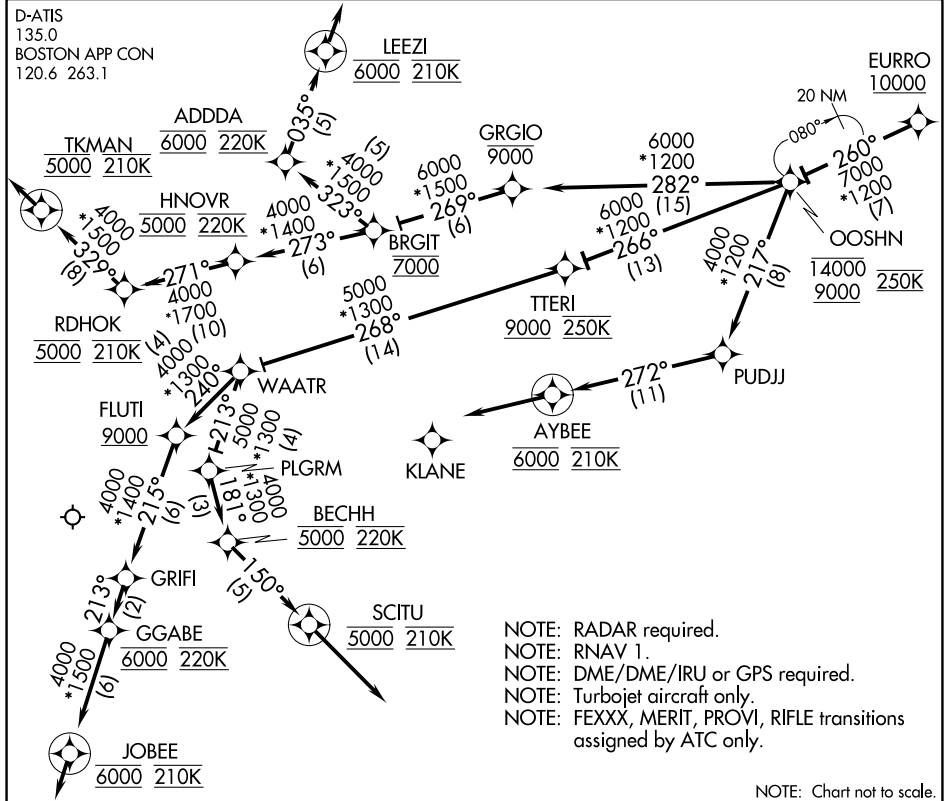 D-ATIS
135.0
BOSTON APP CON
120.6 263.1
LEEZI
6000 210K
035°
(5)
ADDDA
6000 220K
TKMAN
5000 210K
4000
*1500
329°
(8)
HNOVR
5000 220K
(5)
4000
*1500
323°
GRGIO
9000
6000
*1500
269°
(6)
4000
*1400
273°
(6)
BRGIT
7000
271°
4000
*1700
(10)
RDHOK
5000 210K
EURRO
10000
20 NM
080°
260°
7000
*1200
(7)
6000
*1200
282°
(15)
6000
*1200
266°
(13)
OOSHN
14000
9000
250K
4000
*1200
217°
(8)
TTERI
9000 250K
5000
*1300
268°
(14)
PUDJJ
272°
(11)
AYBEE
6000 210K
KLANE
WAATR
(4)
4000
*1300
240°
FLUTI
9000
213°
5000
*1300
(4)
PLGRM
4000
*1300
181°
(3)
BECHH
5000 220K
150°
(5)
SCITU
5000 210K
4000
*1400
215°
(6)
GRIFI
213°
(2)
GGABE
6000 220K
4000
*1500
(6)
JOBEE
6000 210K
NOTE: RADAR required.
NOTE: RNAV 1.
NOTE: DME/DME/IRU or GPS required.
NOTE: Turbojet aircraft only.
NOTE: FEXXX, MERIT, PROVI, RIFLE transitions
assigned by ATC only.
NOTE: Chart not to scale.